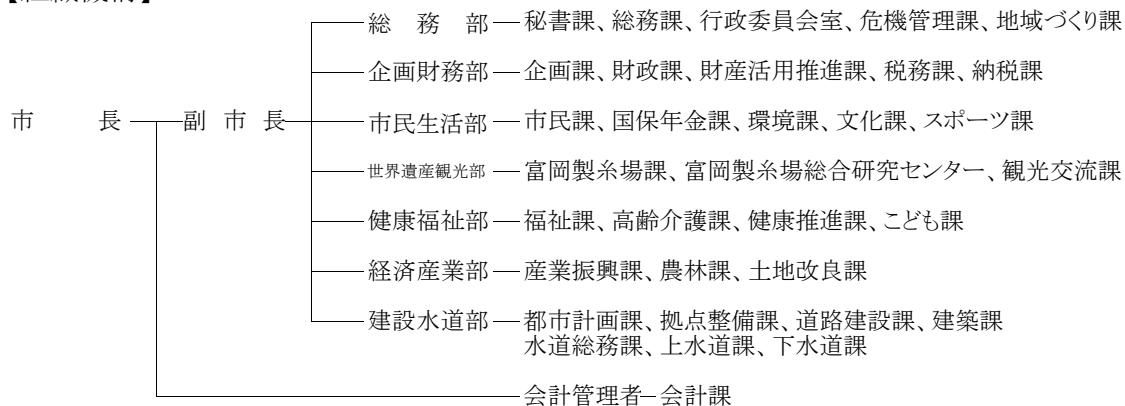 総務部 秘書課、総務課、行政委員会室、危機管理課、地域づくり課
企画財務部 企画課、財政課、財産活用推進課、税務課、納税課
市長 副市長 市民生活部 市民課、国保年金課、環境課、文化課、スポーツ課
世界遺産観光部 富岡製糸場課、富岡製糸場総合研究センター、観光交流課
健康福祉部 福祉課、高齢介護課、健康推進課、こども課
経済産業部 産業振興課、農林課、土地改良課
建設水道部 都市計画課、拠点整備課、道路建設課、建築課
水道総務課、上水道課、下水道課
会計管理者 会計課